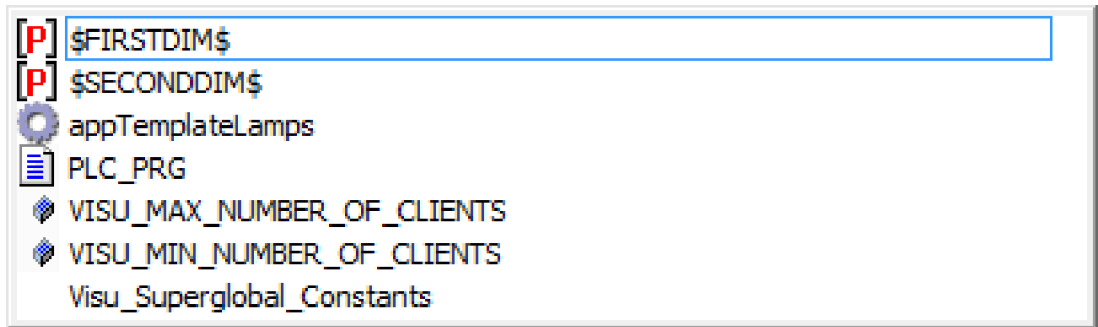 [P] $FIRSTDIM$
[P] $SECONDDIM$
appTemplateLamps
PLC_PRG
VISU_MAX_NUMBER_OF_CLIENTS
VISU_MIN_NUMBER_OF_CLIENTS
Visu_Superglobal_Constants